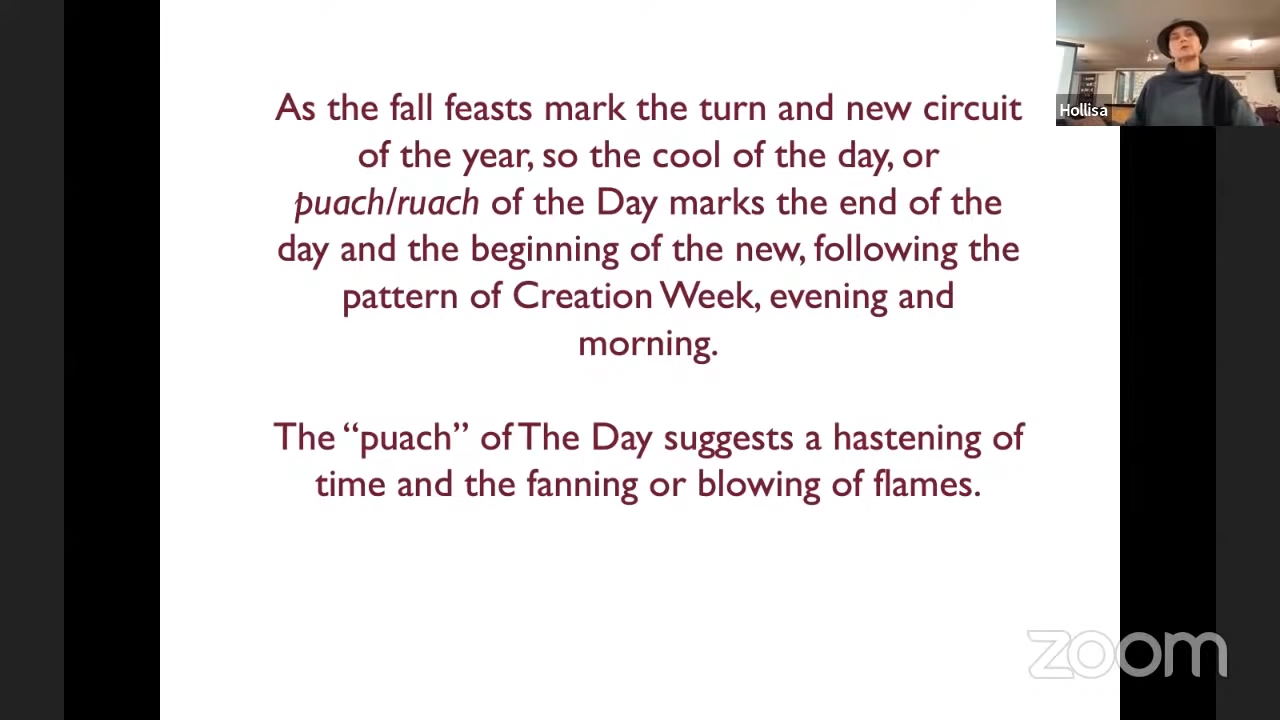 As the fall feasts mark the turn and new circuit
of the year, so the cool of the day, or
puach/ruach of the Day marks the end of the
day and the beginning of the new, following the
pattern of Creation Week, evening and
morning.
The “puach” of The Day suggests a hastening of
time and the fanning or blowing of flames.
Hollisa
zoom